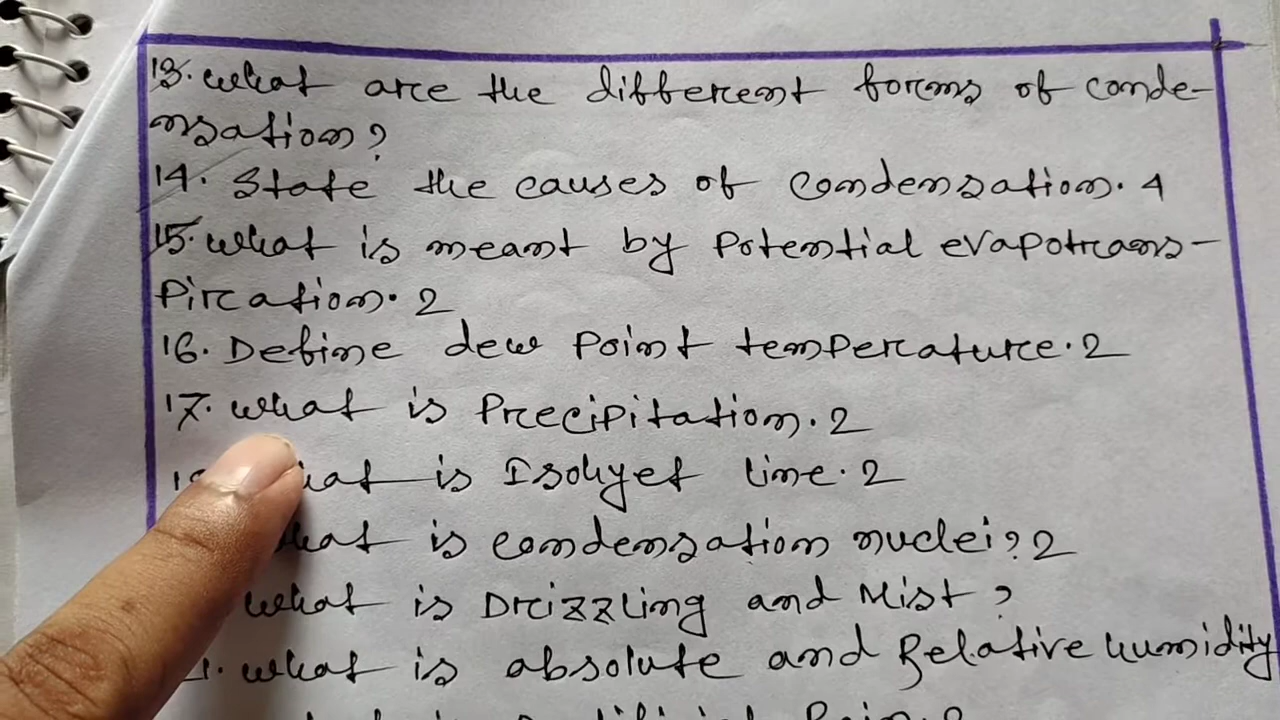 13. What are the different forms of conde-
nsation?
14. State the causes of Condensation. 4
15. What is meant by Potential evapotrans-
Piration. 2
16. Define dew Point temperature. 2
17. What is Precipitation. 2
is Isohyet line. 2
is condensation nuclei? 2
What is Drizzling and Mist?
. What is absolute and Relative humidity
Rain. 2